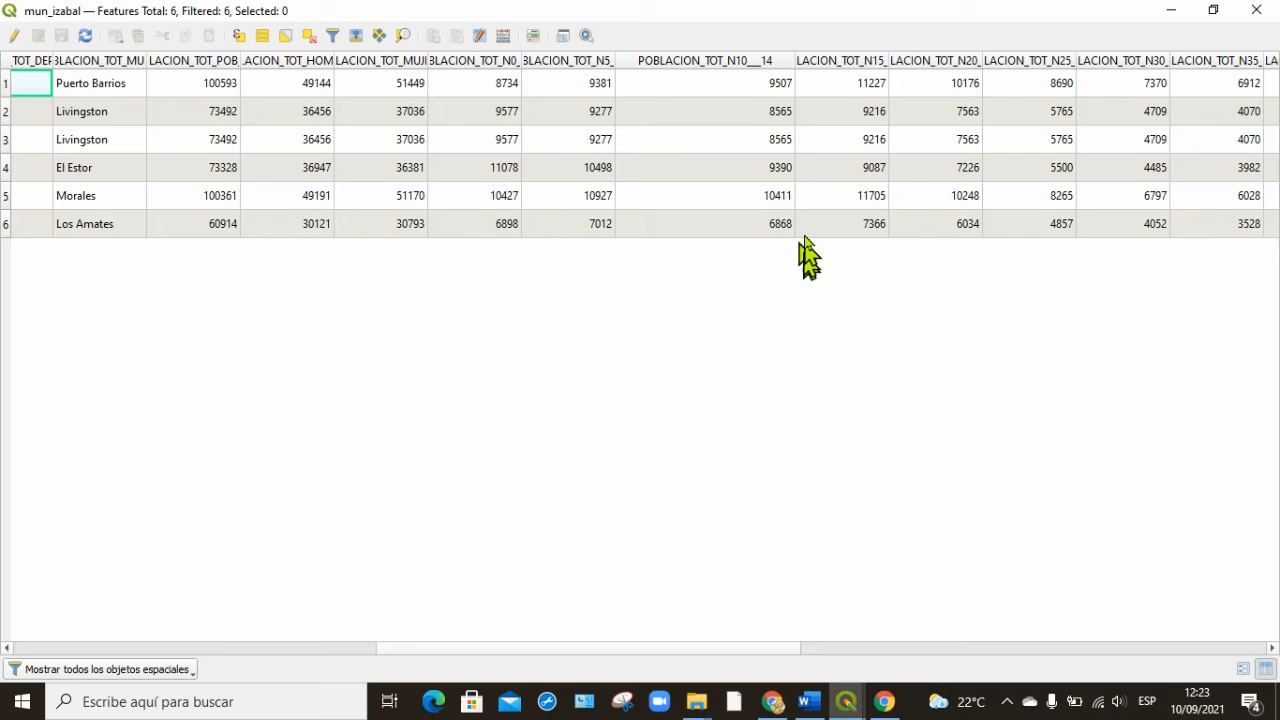 mun_izabal — Features Total: 6, Filtered: 6, Selected: 0
.TOT_DEF 3LACION_TOT_MU LACION_TOT_POB .ACION_TOT_HOM LACION_TOT_MUJI 3LACION_TOT_N0_ 3LACION_TOT_N5_ POBLACION_TOT_N10___14 LACION_TOT_N15_ LACION_TOT_N20_ LACION_TOT_N25_ LACION_TOT_N30_ LACION_TOT_N35_ LA
1 Puerto Barrios 100593 49144 51449 8734 9381 9507 11227 10176 8690 7370 6912
2 Livingston 73492 36456 37036 9577 9277 8565 9216 7563 5765 4709 4070
3 Livingston 73492 36456 37036 9577 9277 8565 9216 7563 5765 4709 4070
4 El Estor 73328 36947 36381 11078 10498 9390 9087 7226 5500 4485 3982
5 Morales 100361 49191 51170 10427 10927 10411 11705 10248 8265 6797 6028
6 Los Amates 60914 30121 30793 6898 7012 6868 7366 6034 4857 4052 3528
Mostrar todos los objetos espaciales
Escribe aquí para buscar
22°C
ESP
12:23
10/09/2021
4